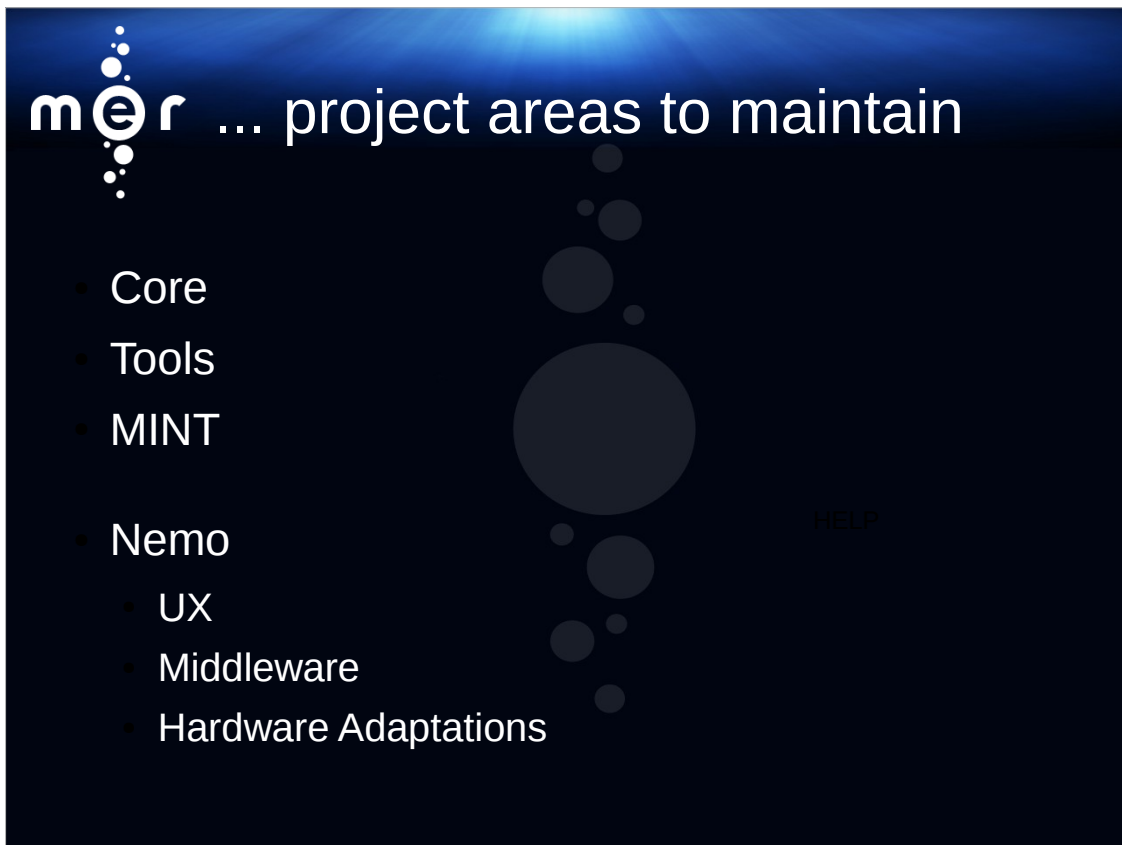 mer ... project areas to maintain
Core
Tools
MINT
HELP
Nemo
UX
Middleware
Hardware Adaptations